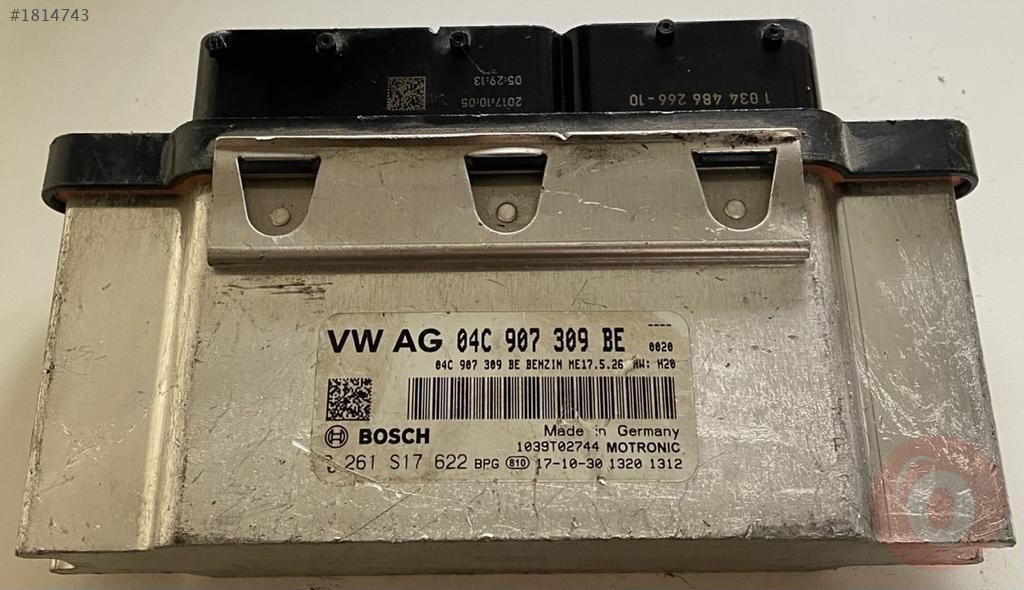 #1814743
05:29:13
2017:10:05
1 034 486 266-10
VW AG 04C 907 309 BE
----
0020
04C 907 309 BE BENZIN ME17.5.26 HW: H20
BOSCH
Made in Germany
1039T02744 MOTRONIC
261 S17 622 BPG 810 17-10-30 1320 1312